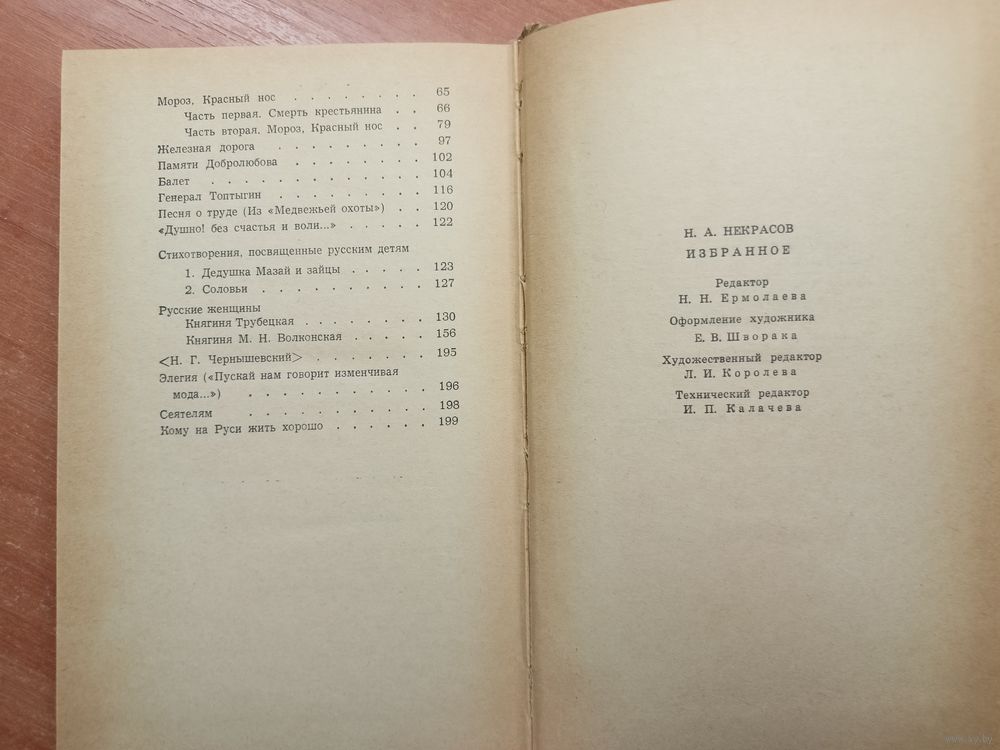 Мороз, Красный нос . . . . . . . . 65
Часть первая. Смерть крестьянина . . 66
Часть вторая. Мороз, Красный нос . . 79
Железная дорога . . . . . . . . 97
Памяти Добролюбова . . . . . . . 102
Балет . . . . . . . . . . . . 104
Генерал Топтыгин . . . . . . . . 116
Песня о труде (Из «Медвежьей охоты») . . 120
«Душно! без счастья и воли...» . . . . . 122
Стихотворения, посвященные русским детям
1. Дедушка Мазай и зайцы . . . . . 123
2. Соловьи . . . . . . . . . . 127
Русские женщины
Княгиня Трубецкая . . . . . . . . 130
Княгиня М. Н. Волконская . . . . . 156
<Н. Г. Чернышевский> . . . . . . . 195
Элегия («Пускай нам говорит изменчивая
мода...») . . . . . . . . . . . 196
Сеятелям . . . . . . . . . . . 198
Кому на Руси жить хорошо . . . . . . 199
Н. А. НЕКРАСОВ
ИЗБРАННОЕ
Редактор
Н. Н. Ермолаева
Оформление художника
Е. В. Шворака
Художественный редактор
Л. И. Королева
Технический редактор
И. П. Калачева
ay.by